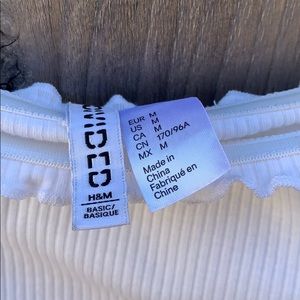 H&M
BASIC/
BASIQUE
EUR M
US M
CA M
CN 170/96A
MX M
Made in
China
Fabriqué en
Chine